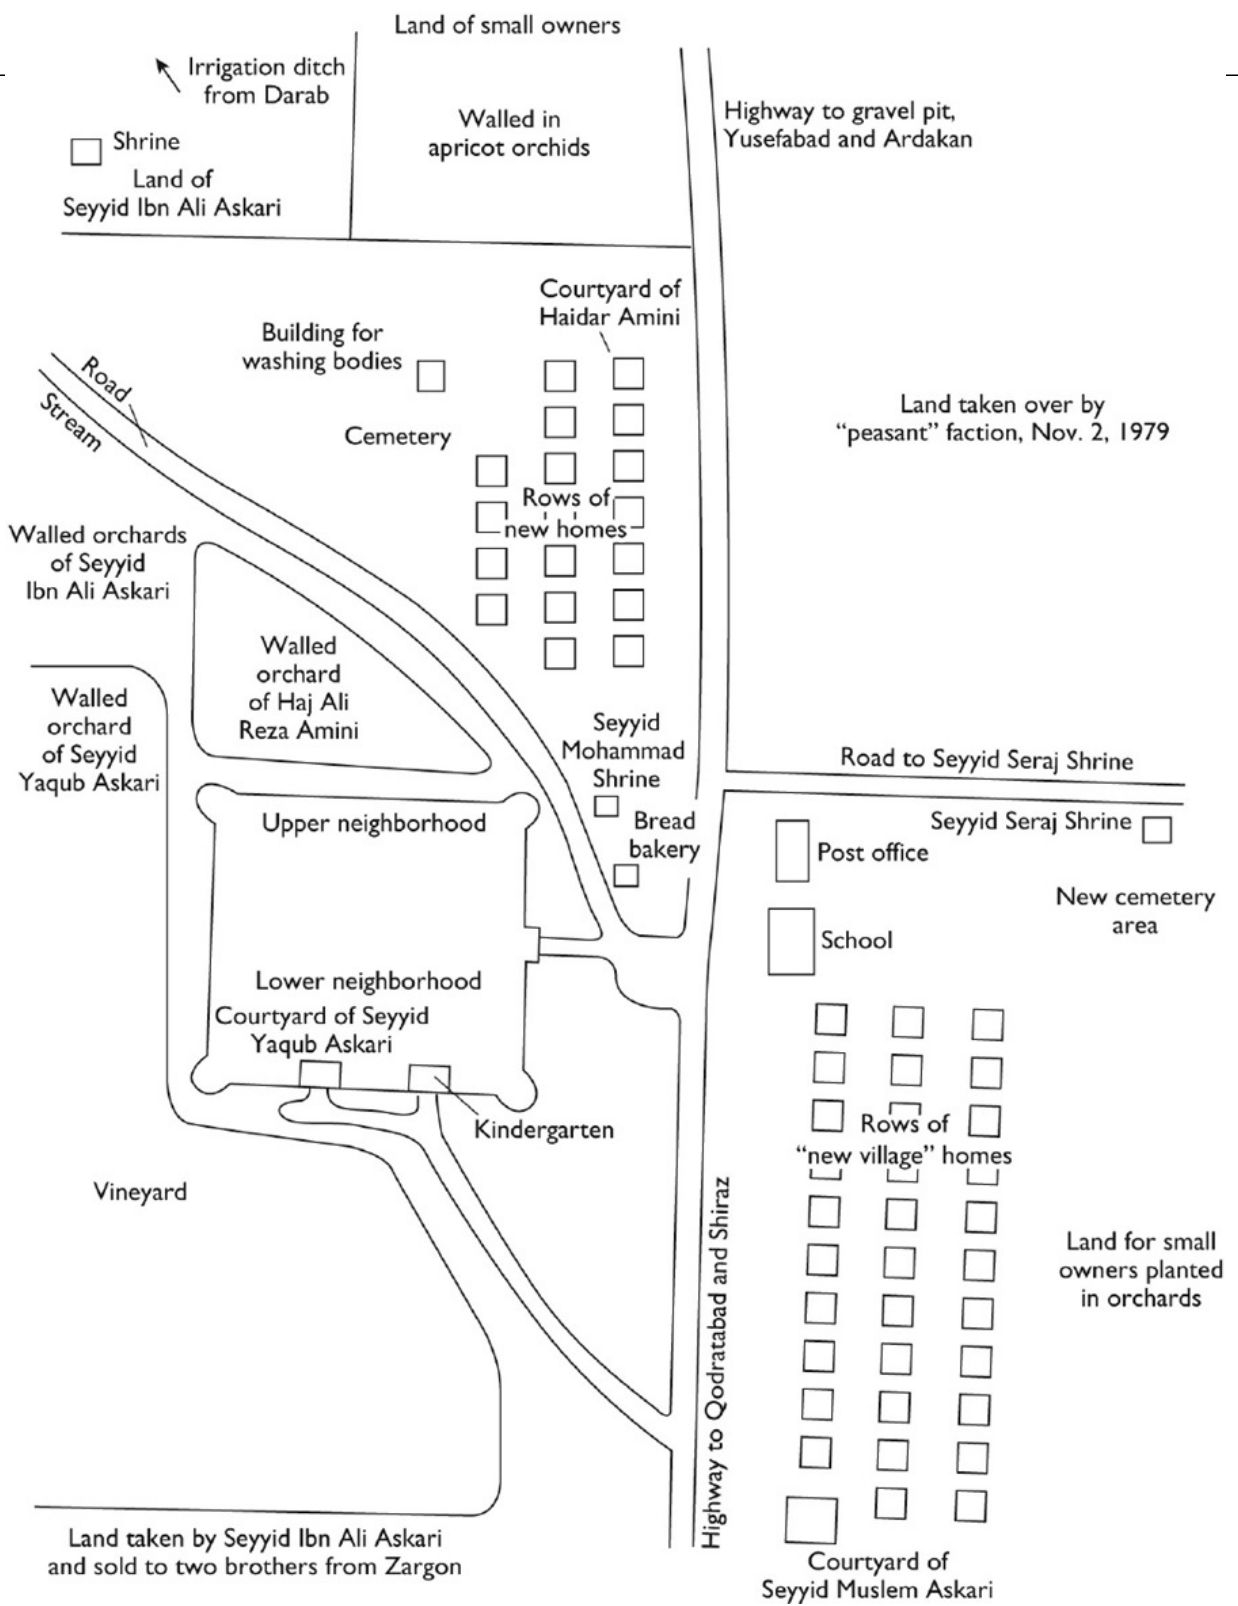 Land of small owners
Irrigation ditch
from Darab
Walled in
apricot orchids
Highway to gravel pit,
Yusefabad and Ardakan
Shrine
Land of
Seyyid Ibn Ali Askari
Courtyard of
Haidar Amini
Building for
washing bodies
Road
Stream
Cemetery
Land taken over by
“peasant” faction, Nov. 2, 1979
Rows of
new homes
Walled orchards
of Seyyid
Ibn Ali Askari
Walled
orchard
of Haj Ali
Reza Amini
Walled
orchard
of Seyyid
Yaqub Askari
Seyyid
Mohammad
Shrine
Road to Seyyid Seraj Shrine
Upper neighborhood
Bread
bakery
Seyyid Seraj Shrine
Post office
New cemetery
area
School
Lower neighborhood
Courtyard of Seyyid
Yaqub Askari
Kindergarten
Rows of
“new village” homes
Vineyard
Highway to Qodratabad and Shiraz
Land for small
owners planted
in orchards
Land taken by Seyyid Ibn Ali Askari
and sold to two brothers from Zargon
Courtyard of
Seyyid Muslem Askari